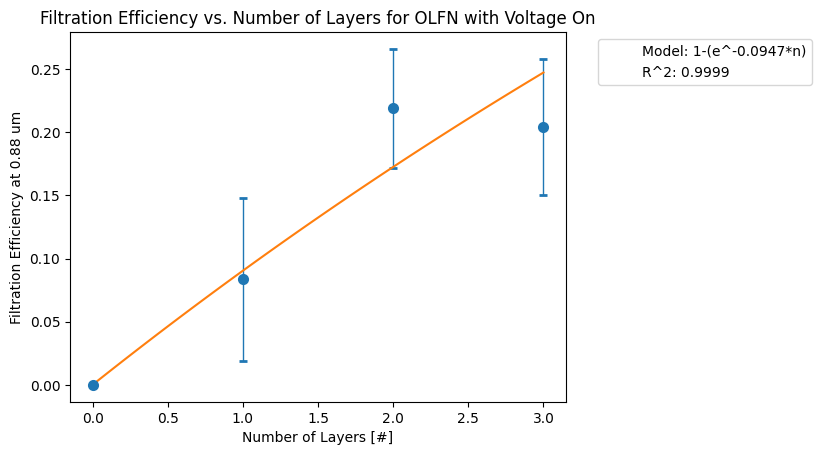 Filtration Efficiency vs. Number of Layers for OLFN with Voltage On
Model: 1-(e^-0.0947*n)
R^2: 0.9999
Filtration Efficiency at 0.88 um
0.25
0.20
0.15
0.10
0.05
0.00
0.0 0.5 1.0 1.5 2.0 2.5 3.0
Number of Layers [#]